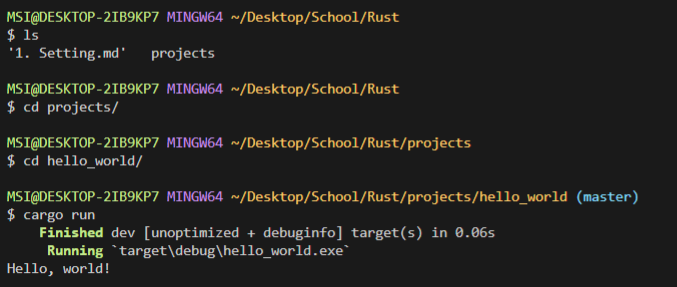 MSI@DESKTOP-2IB9KP7 MINGW64 ~/Desktop/School/Rust
$ ls
'1. Setting.md'   projects
MSI@DESKTOP-2IB9KP7 MINGW64 ~/Desktop/School/Rust
$ cd projects/
MSI@DESKTOP-2IB9KP7 MINGW64 ~/Desktop/School/Rust/projects
$ cd hello_world/
MSI@DESKTOP-2IB9KP7 MINGW64 ~/Desktop/School/Rust/projects/hello_world (master)
$ cargo run
    Finished dev [unoptimized + debuginfo] target(s) in 0.06s
     Running `target\debug\hello_world.exe`
Hello, world!